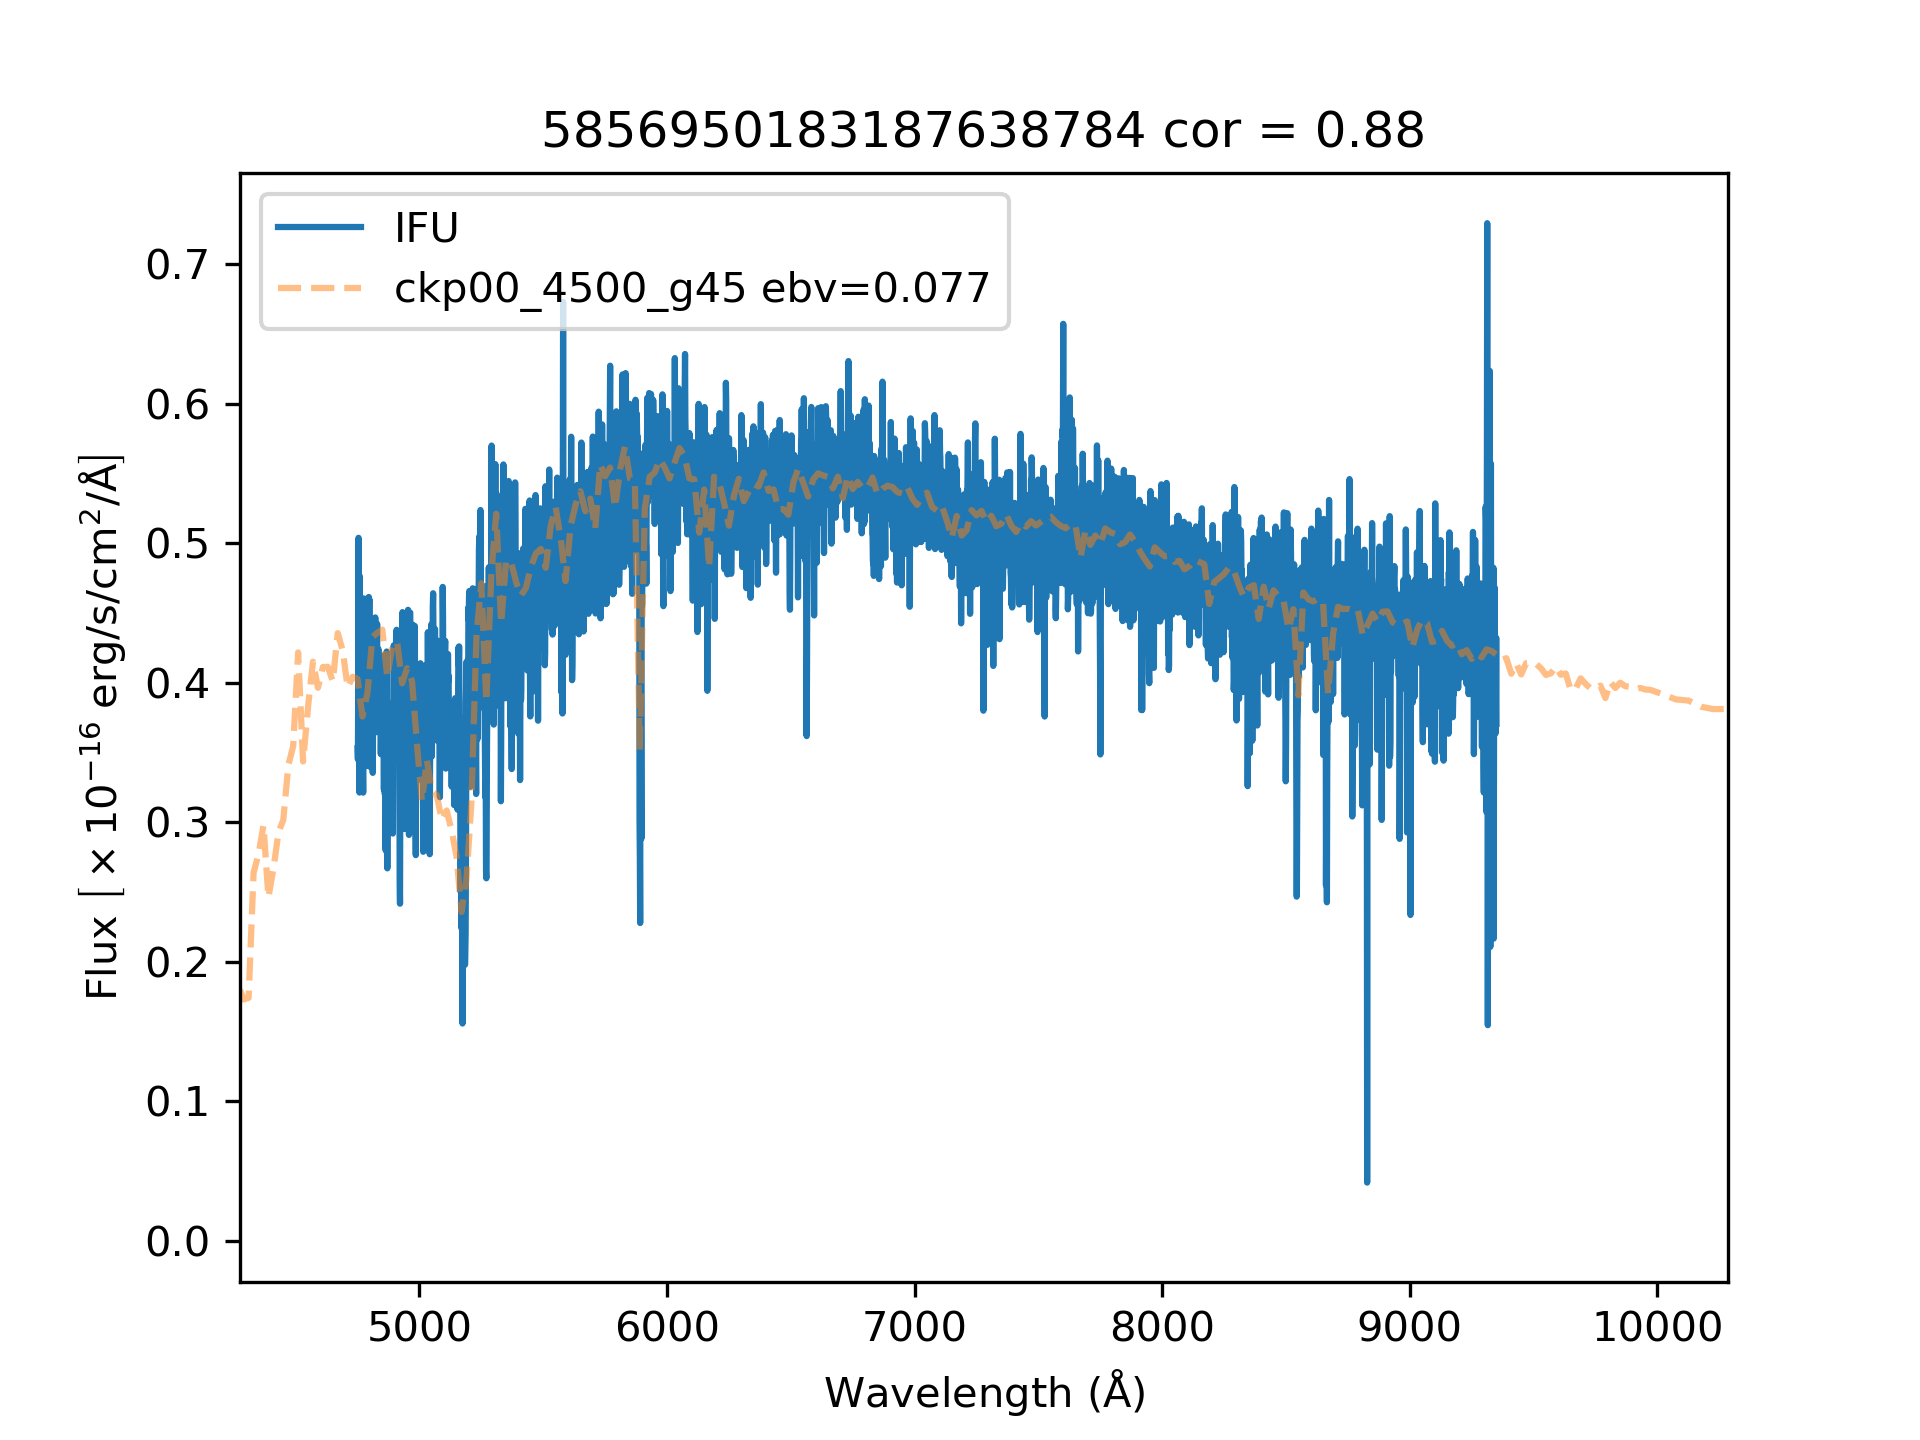 5856950183187638784 cor = 0.88
IFU
ckp00_4500_g45 ebv=0.077
0.7
0.6
0.5
0.4
0.3
0.2
0.1
0.0
Flux [×10⁻¹⁶ erg/s/cm²/Å]
5000 6000 7000 8000 9000 10000
Wavelength (Å)